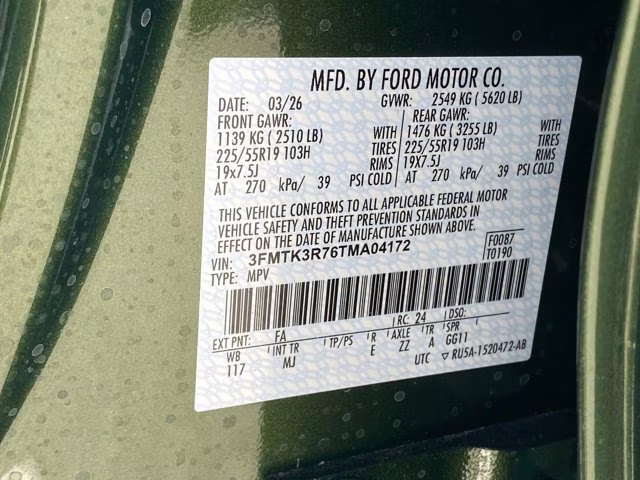 MFD. BY FORD MOTOR CO.
DATE: 03/26 GVWR: 2549 KG (5620 LB)
FRONT GAWR: REAR GAWR:
1139 KG (2510 LB) WITH 1476 KG (3255 LB) WITH
225/55R19 103H TIRES 225/55R19 103H TIRES
19x7.5J RIMS 19x7.5J RIMS
AT 270 kPa/ 39 PSI COLD AT 270 kPa/ 39 PSI COLD
THIS VEHICLE CONFORMS TO ALL APPLICABLE FEDERAL MOTOR
VEHICLE SAFETY AND THEFT PREVENTION STANDARDS IN
EFFECT ON THE DATE OF MANUFACTURE SHOWN ABOVE.
VIN: 3FMTK3R76TMA04172 F0087
TYPE: MPV T0190
EXT PNT: FA RC: 24 DSO:
WB INT TR TP/PS R AXLE TR SPR
117 MJ E ZZ A GG11
UTC ▽ RU5A-1520472-AB